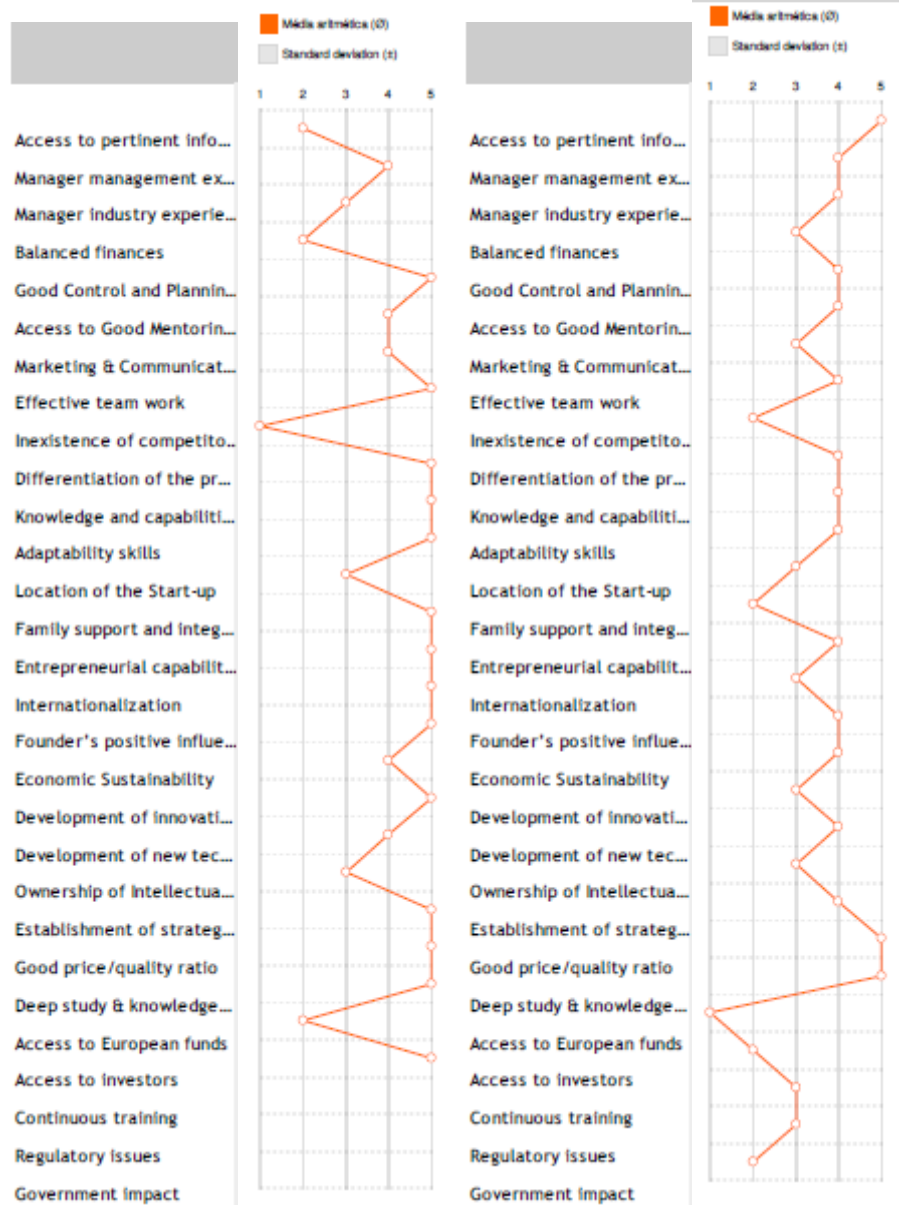 Média aritmética (Ø)
Standard deviation (±)
1 2 3 4 5
Access to pertinent info...
Manager management ex...
Manager industry experie...
Balanced finances
Good Control and Plannin...
Access to Good Mentorin...
Marketing & Communicat...
Effective team work
Inexistence of competito...
Differentiation of the pr...
Knowledge and capabiliti...
Adaptability skills
Location of the Start-up
Family support and integ...
Entrepreneurial capabilit...
Internationalization
Founder's positive influe...
Economic Sustainability
Development of innovati...
Development of new tec...
Ownership of Intellectua...
Establishment of strateg...
Good price/quality ratio
Deep study & knowledge...
Access to European funds
Access to investors
Continuous training
Regulatory issues
Government impact
Média aritmética (Ø)
Standard deviation (±)
1 2 3 4 5
Access to pertinent info...
Manager management ex...
Manager industry experie...
Balanced finances
Good Control and Plannin...
Access to Good Mentorin...
Marketing & Communicat...
Effective team work
Inexistence of competito...
Differentiation of the pr...
Knowledge and capabiliti...
Adaptability skills
Location of the Start-up
Family support and integ...
Entrepreneurial capabilit...
Internationalization
Founder's positive influe...
Economic Sustainability
Development of innovati...
Development of new tec...
Ownership of Intellectua...
Establishment of strateg...
Good price/quality ratio
Deep study & knowledge...
Access to European funds
Access to investors
Continuous training
Regulatory issues
Government impact